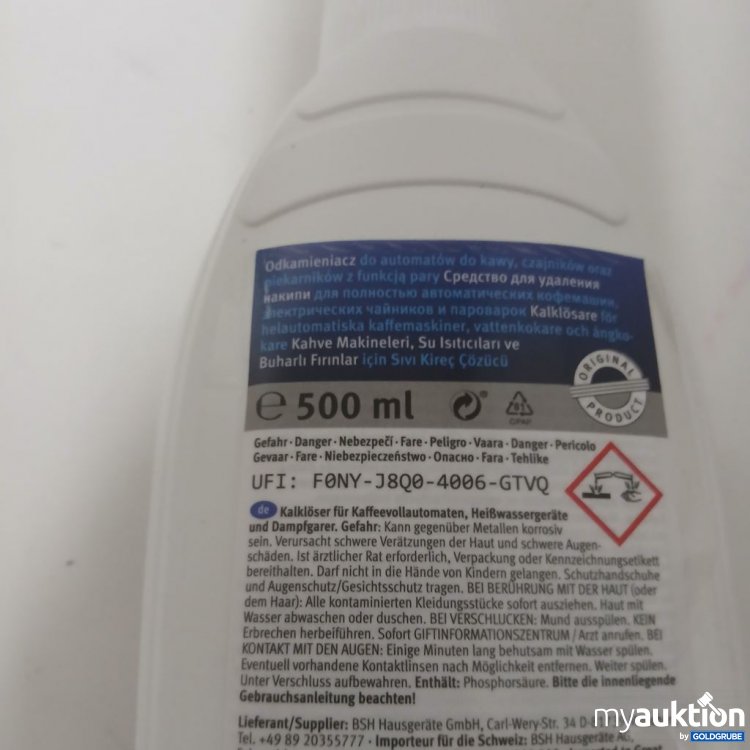 Odkamieniacz do automatów do kawy, czajników oraz
piekarników z funkcją pary Средство для удаления
накипи для полностью автоматических кофемашин,
электрических чайников и пароварок Kalklösare för
helautomatiska kaffemaskiner, vattenkokare och ångko-
kare Kahve Makineleri, Su Isıtıcıları ve
Buharlı Fırınlar için Sıvı Kireç Çözücü
ORIGINAL
PRODUCT
℮ 500 ml
81
C/PAP
Gefahr · Danger · Nebezpečí · Fare · Peligro · Vaara · Danger · Pericolo
Gevaar · Fare · Niebezpieczeństwo · Опасно · Fara · Tehlike
UFI: F0NY-J8Q0-4006-GTVQ
de Kalklöser für Kaffeevollautomaten, Heißwassergeräte
und Dampfgarer. Gefahr: Kann gegenüber Metallen korrosiv
sein. Verursacht schwere Verätzungen der Haut und schwere Augen-
schäden. Ist ärztlicher Rat erforderlich, Verpackung oder Kennzeichnungsetikett
bereithalten. Darf nicht in die Hände von Kindern gelangen. Schutzhandschuhe
und Augenschutz/Gesichtsschutz tragen. BEI BERÜHRUNG MIT DER HAUT (oder
dem Haar): Alle kontaminierten Kleidungsstücke sofort ausziehen. Haut mit
Wasser abwaschen oder duschen. BEI VERSCHLUCKEN: Mund ausspülen. KEIN
Erbrechen herbeiführen. Sofort GIFTINFORMATIONSZENTRUM / Arzt anrufen. BEI
KONTAKT MIT DEN AUGEN: Einige Minuten lang behutsam mit Wasser spülen.
Eventuell vorhandene Kontaktlinsen nach Möglichkeit entfernen. Weiter spülen.
Unter Verschluss aufbewahren. Enthält: Phosphorsäure. Bitte die innenliegende
Gebrauchsanleitung beachten!
Lieferant/Supplier: BSH Hausgeräte GmbH, Carl-Wery-Str. 34 D-
Tel. +49 89 20355777 · Importeur für die Schweiz: BSH Hausgeräte AG,
myauktion
by GOLDGRUBE